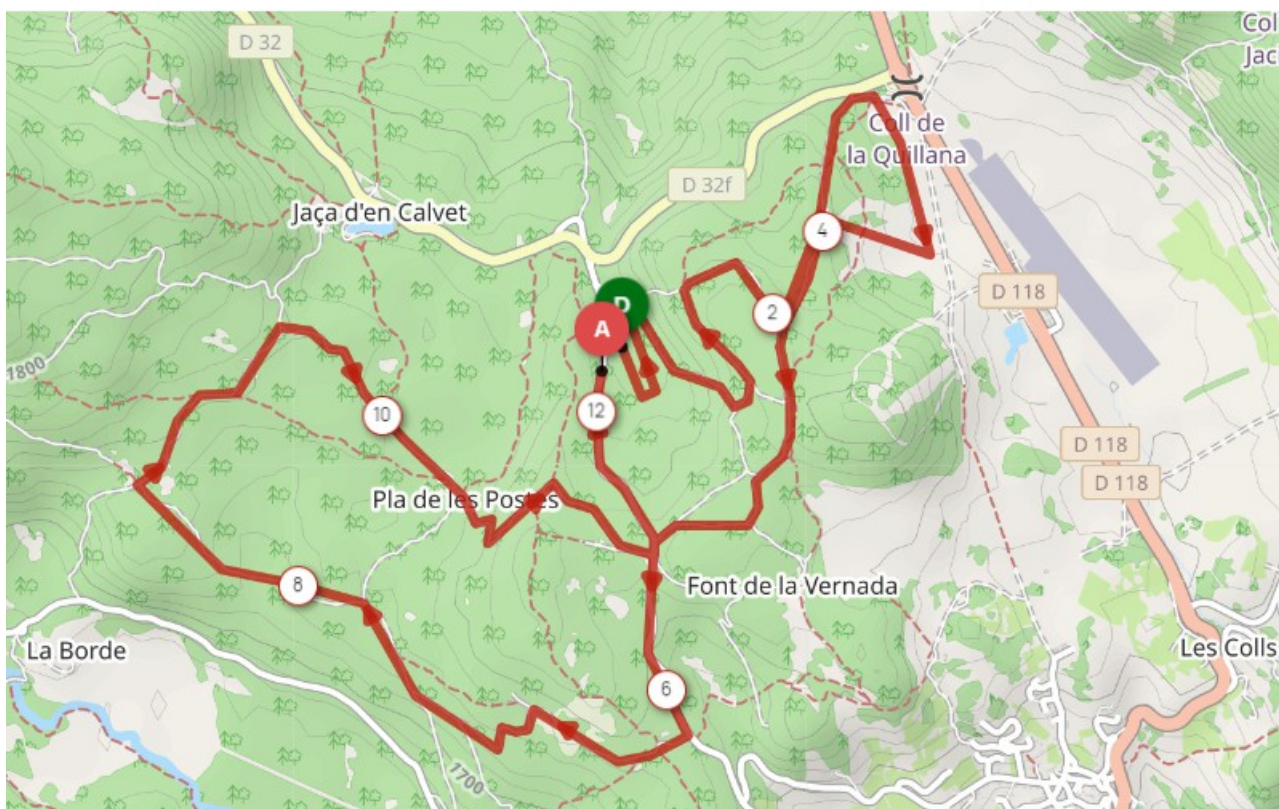 D 32
Col
Jac
Coll de
la Quillana
D 32f
Jaça d'en Calvet
4
D
D 118
2
A
1800
10
12
D 118
D 118
Pla de les Postes
8
Font de la Vernada
La Borde
Les Colls
6
1700